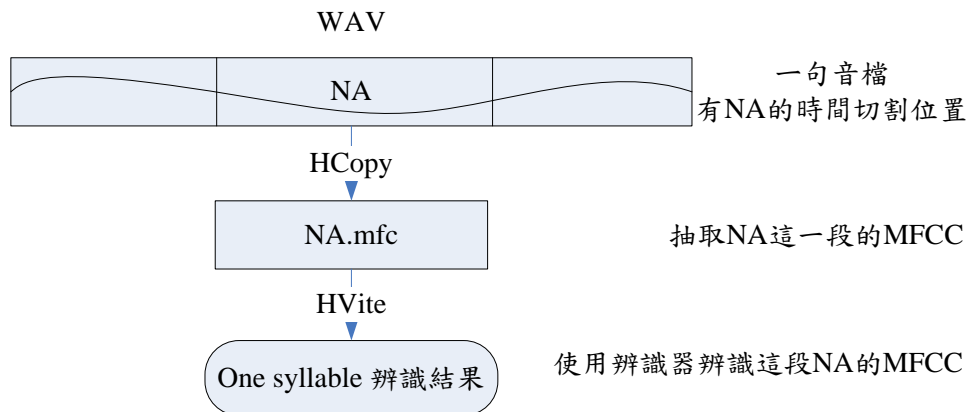 WAV
NA
一句音檔
有NA的時間切割位置
HCopy
NA.mfc
抽取NA這一段的MFCC
HVite
One syllable 辨識結果
使用辨識器辨識這段NA的MFCC